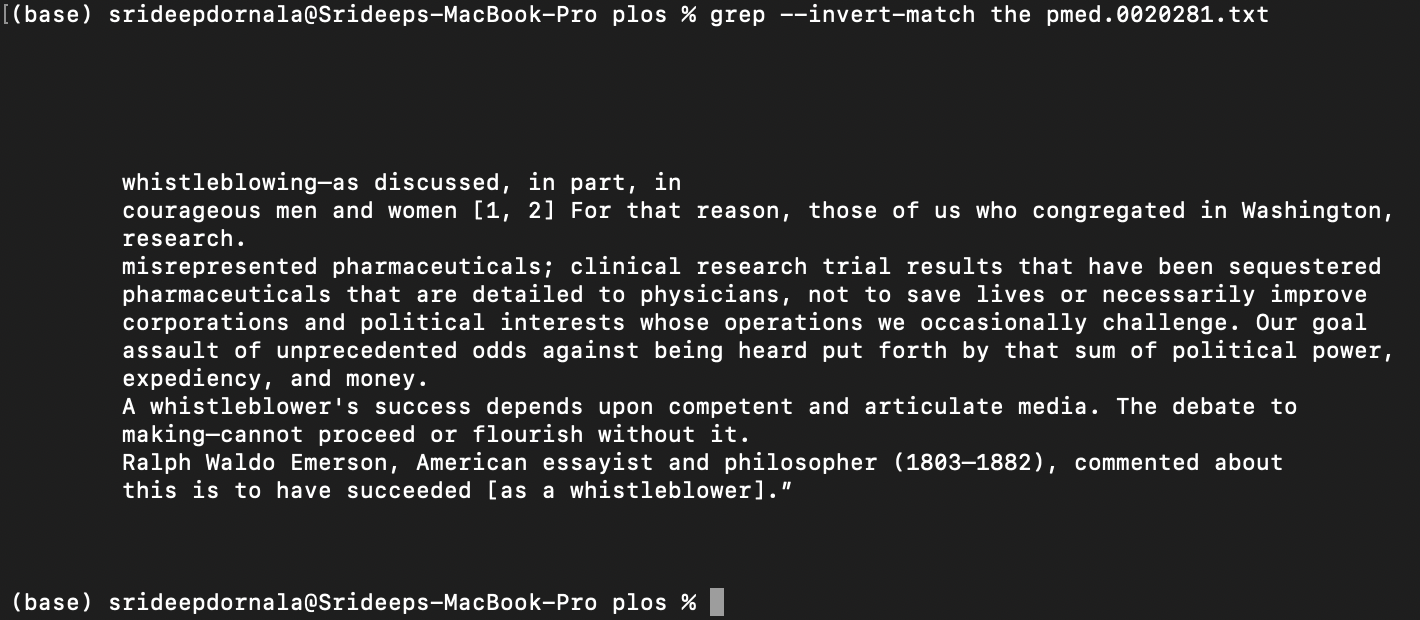 [(base) srideepdornala@Srideeps-MacBook-Pro plos % grep --invert-match the pmed.0020281.txt
whistleblowing—as discussed, in part, in
courageous men and women [1, 2] For that reason, those of us who congregated in Washington,
research.
misrepresented pharmaceuticals; clinical research trial results that have been sequestered
pharmaceuticals that are detailed to physicians, not to save lives or necessarily improve
corporations and political interests whose operations we occasionally challenge. Our goal
assault of unprecedented odds against being heard put forth by that sum of political power,
expediency, and money.
A whistleblower's success depends upon competent and articulate media. The debate to
making—cannot proceed or flourish without it.
Ralph Waldo Emerson, American essayist and philosopher (1803–1882), commented about
this is to have succeeded [as a whistleblower].”
(base) srideepdornala@Srideeps-MacBook-Pro plos %